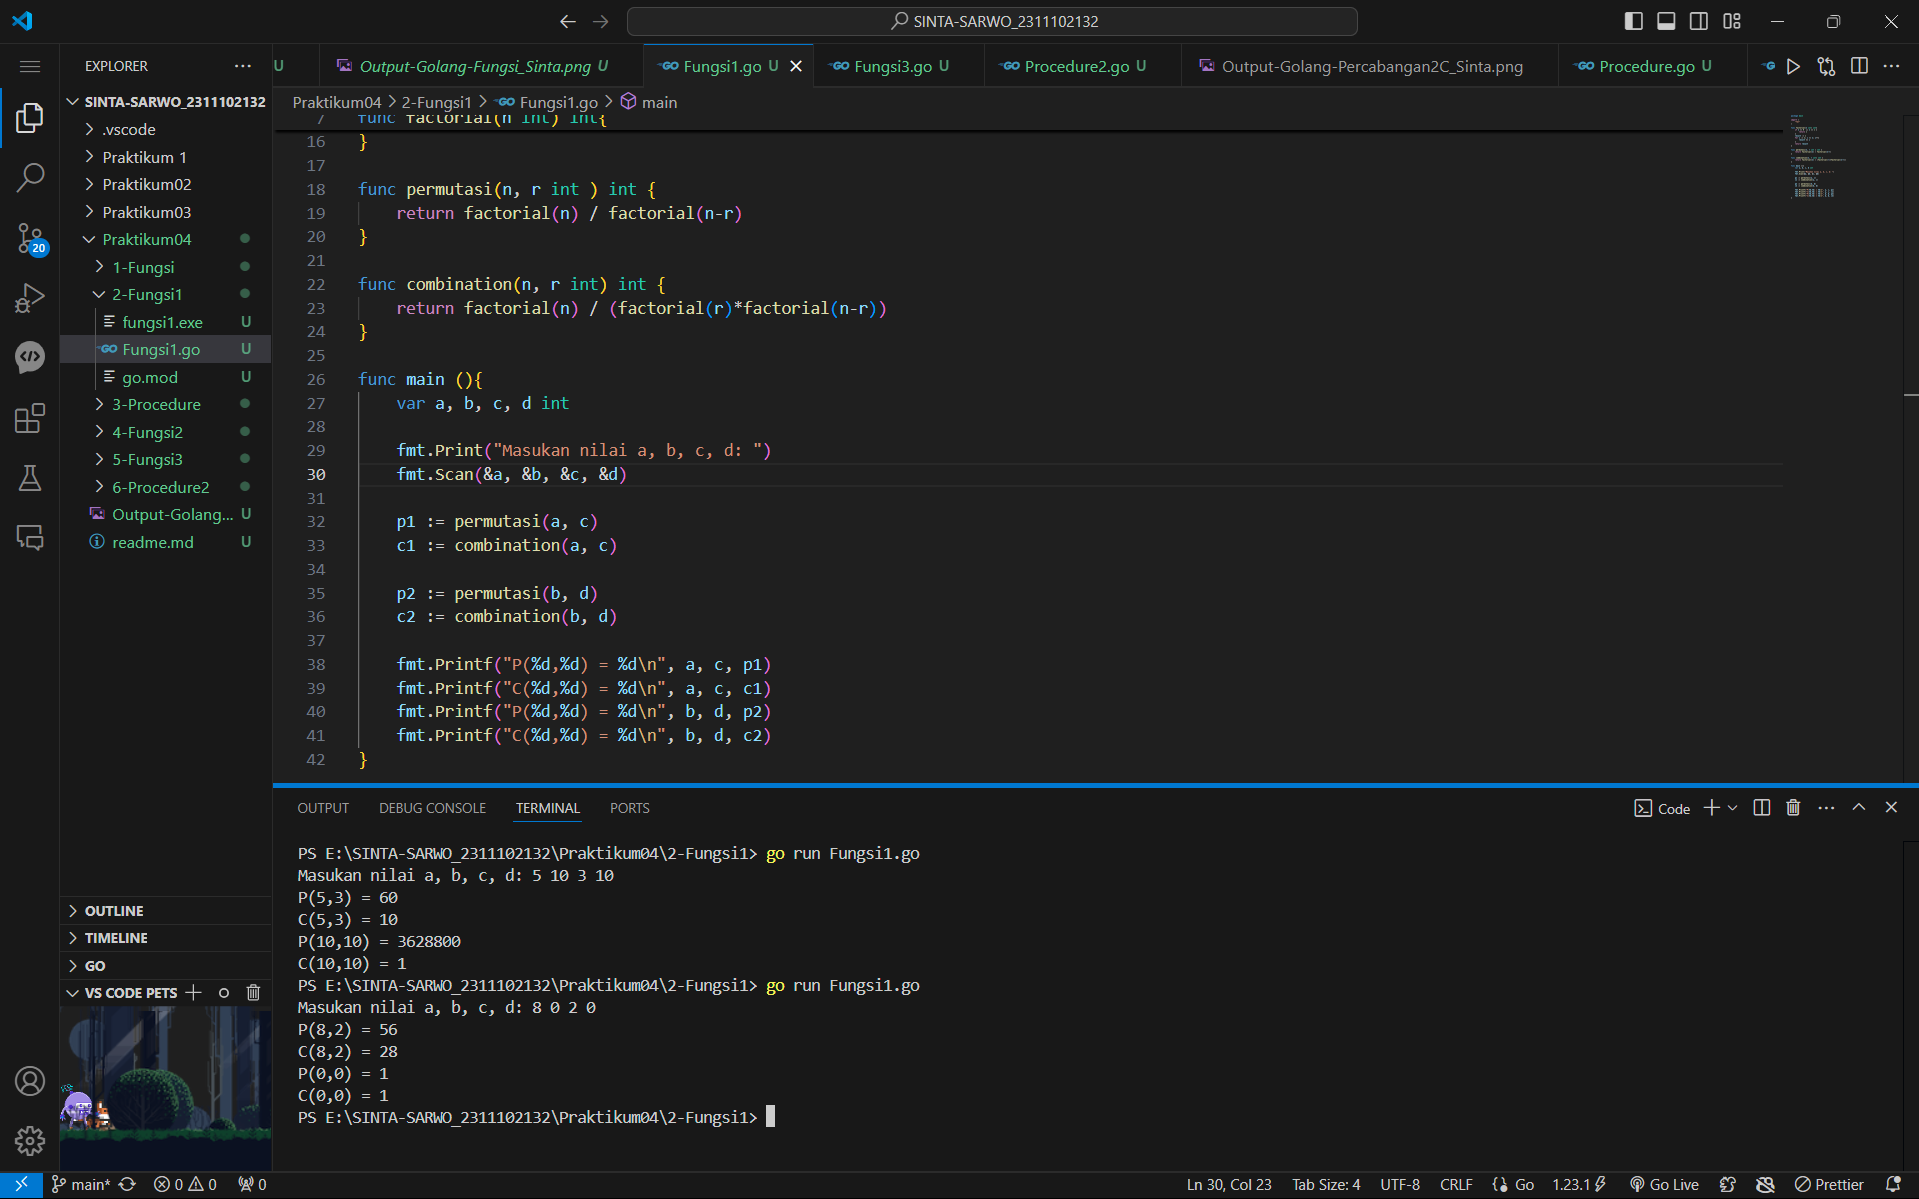 SINTA-SARWO_2311102132
EXPLORER
U
Output-Golang-Fungsi_Sinta.png U
Fungsi1.go U
Fungsi3.go U
Procedure2.go U
Output-Golang-Percabangan2C_Sinta.png
Procedure.go U
SINTA-SARWO_2311102132
.vscode
Praktikum 1
Praktikum02
Praktikum03
Praktikum04
1-Fungsi
2-Fungsi1
fungsi1.exe U
Fungsi1.go U
go.mod U
3-Procedure
4-Fungsi2
5-Fungsi3
6-Procedure2
Output-Golang... U
readme.md U
20
OUTLINE
TIMELINE
GO
VS CODE PETS
Praktikum04 > 2-Fungsi1 > Fungsi1.go > main
7 func factorial(n int) int{
16 }
17
18 func permutasi(n, r int ) int {
19 return factorial(n) / factorial(n-r)
20 }
21
22 func combination(n, r int) int {
23 return factorial(n) / (factorial(r)*factorial(n-r))
24 }
25
26 func main (){
27 var a, b, c, d int
28
29 fmt.Print("Masukan nilai a, b, c, d: ")
30 fmt.Scan(&a, &b, &c, &d)
31
32 p1 := permutasi(a, c)
33 c1 := combination(a, c)
34
35 p2 := permutasi(b, d)
36 c2 := combination(b, d)
37
38 fmt.Printf("P(%d,%d) = %d\n", a, c, p1)
39 fmt.Printf("C(%d,%d) = %d\n", a, c, c1)
40 fmt.Printf("P(%d,%d) = %d\n", b, d, p2)
41 fmt.Printf("C(%d,%d) = %d\n", b, d, c2)
42 }
OUTPUT DEBUG CONSOLE TERMINAL PORTS
Code
PS E:\SINTA-SARWO_2311102132\Praktikum04\2-Fungsi1> go run Fungsi1.go
Masukan nilai a, b, c, d: 5 10 3 10
P(5,3) = 60
C(5,3) = 10
P(10,10) = 3628800
C(10,10) = 1
PS E:\SINTA-SARWO_2311102132\Praktikum04\2-Fungsi1> go run Fungsi1.go
Masukan nilai a, b, c, d: 8 0 2 0
P(8,2) = 56
C(8,2) = 28
P(0,0) = 1
C(0,0) = 1
PS E:\SINTA-SARWO_2311102132\Praktikum04\2-Fungsi1>
main* 0 0 0
Ln 30, Col 23 Tab Size: 4 UTF-8 CRLF Go 1.23.1 Go Live Prettier